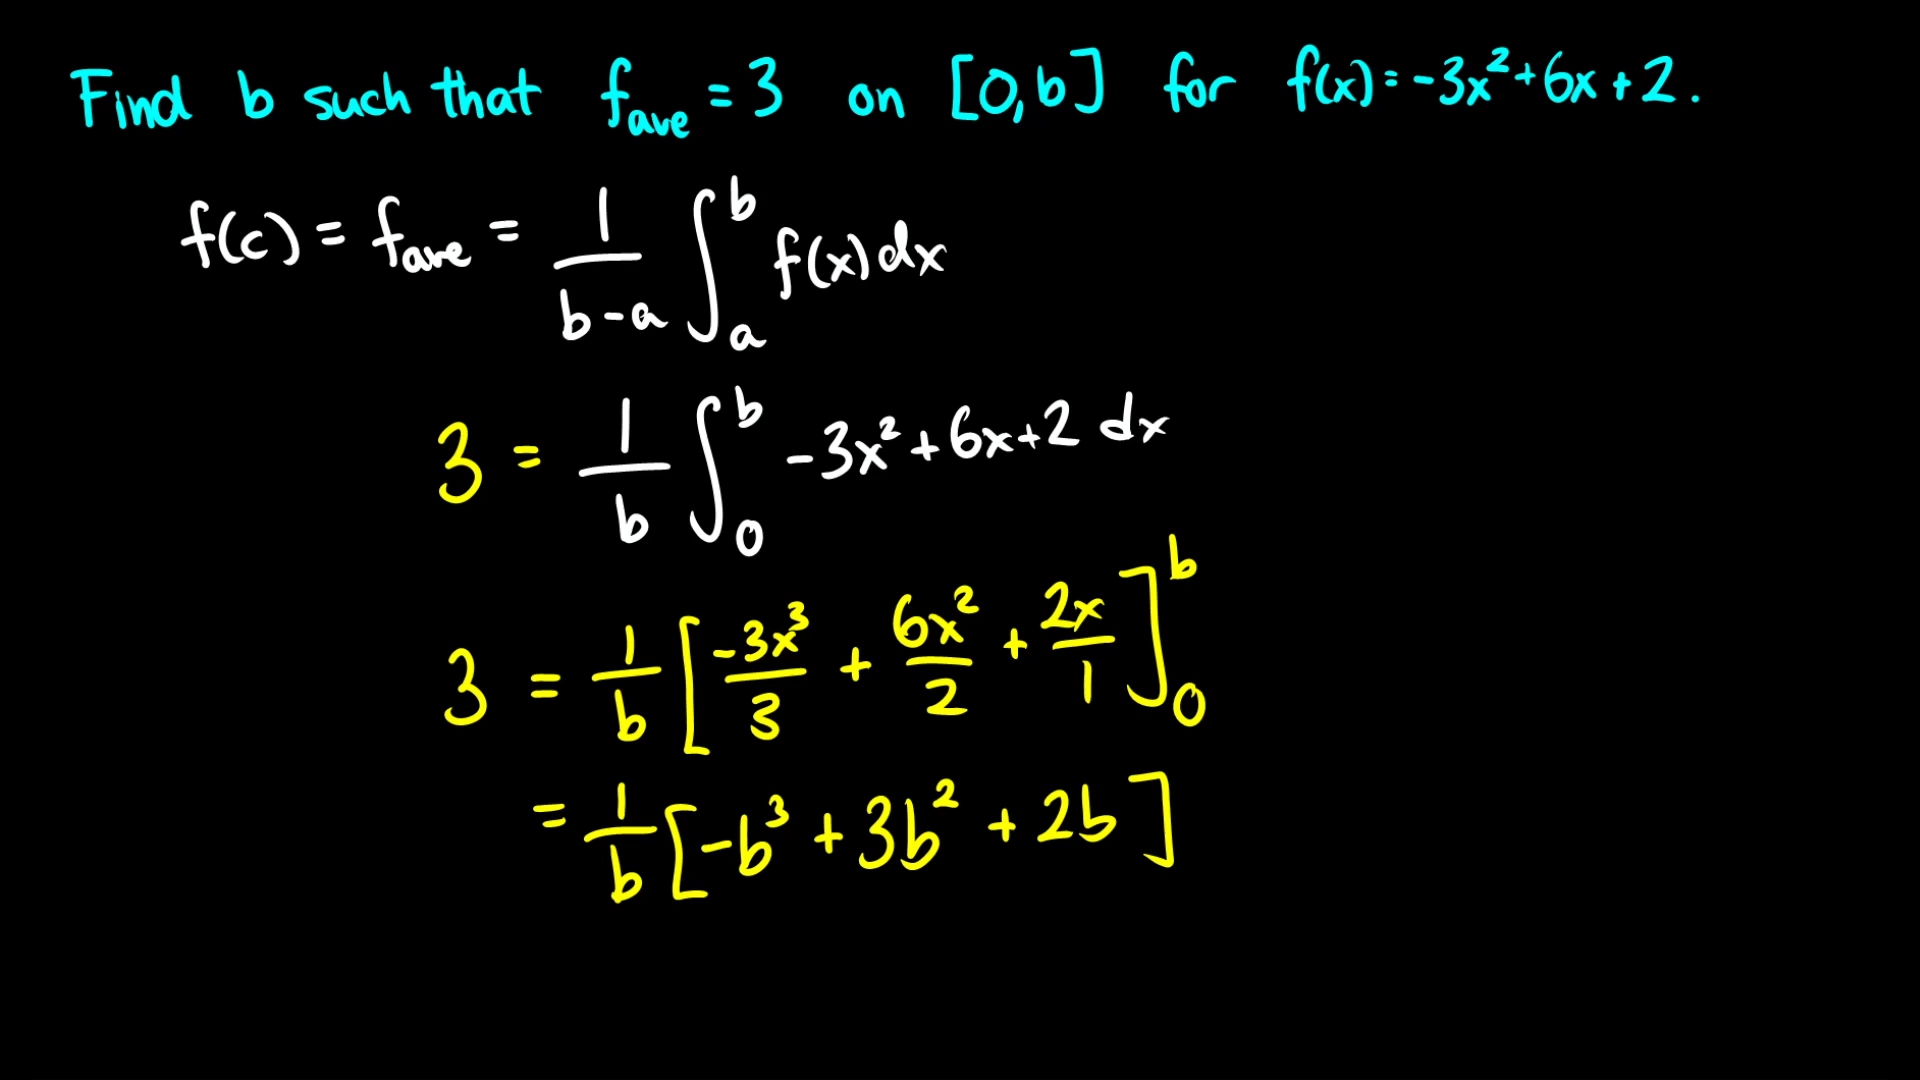 Find b such that f_ave = 3 on [0,b] for f(x) = -3x² + 6x + 2.
f(c) = f_ave = 1/(b-a) ∫_a^b f(x)dx
3 = 1/b ∫_0^b -3x² + 6x + 2 dx
3 = 1/b [-3x³/3 + 6x²/2 + 2x/1]_0^b
= 1/b [-b³ + 3b² + 2b]